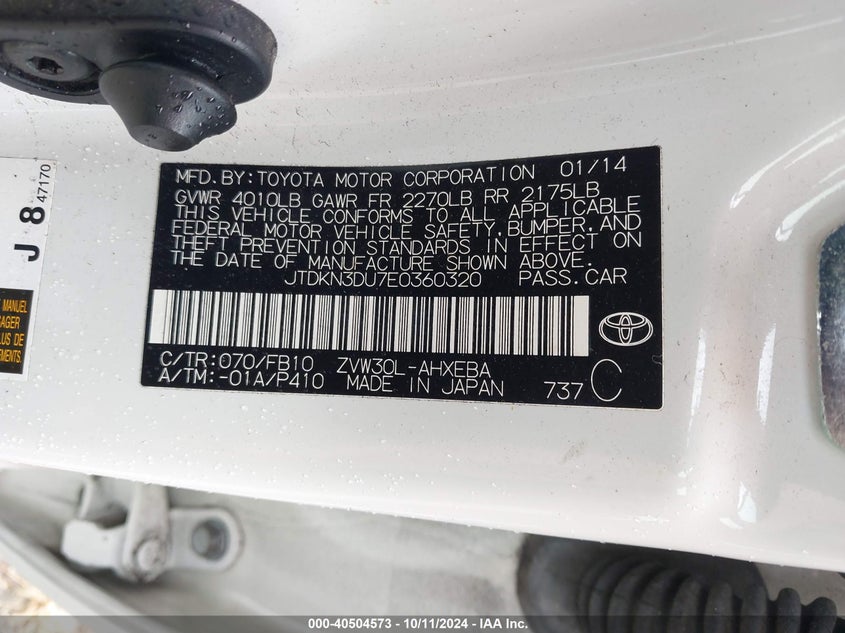 MFD.BY:TOYOTA MOTOR CORPORATION 01/14
GVWR 4010LB GAWR FR 2270LB RR 2175LB
THIS VEHICLE CONFORMS TO ALL APPLICABLE
FEDERAL MOTOR VEHICLE SAFETY,BUMPER,AND
THEFT PREVENTION STANDARDS IN EFFECT ON
THE DATE OF MANUFACTURE SHOWN ABOVE.
JTDKN3DU7E0360320 PASS.CAR
C/TR:070/FB10 ZVW30L-AHXEBA
A/TM:-01A/P410 MADE IN JAPAN 737 C
J 8 47170
MANUEL
AGER
LUS DE
EMENTS
000-40504573 - 10/11/2024 - IAA Inc.